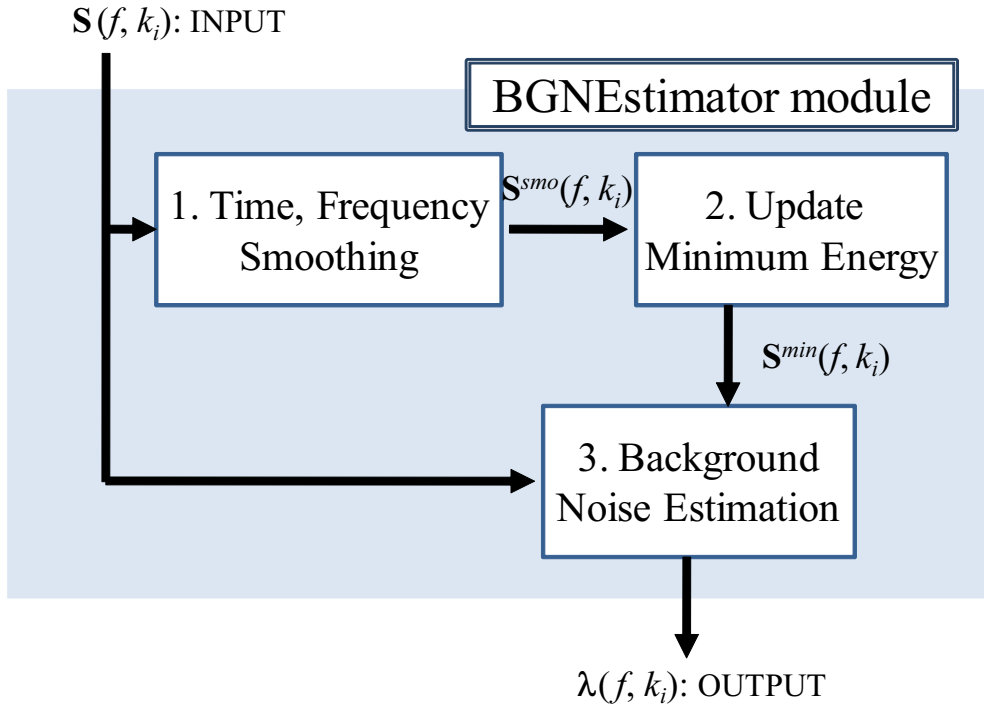 S(f, kᵢ): INPUT
BGNEstimator module
1. Time, Frequency
Smoothing
Sˢᵐᵒ(f, kᵢ)
2. Update
Minimum Energy
Sᵐⁱⁿ(f, kᵢ)
3. Background
Noise Estimation
λ(f, kᵢ): OUTPUT